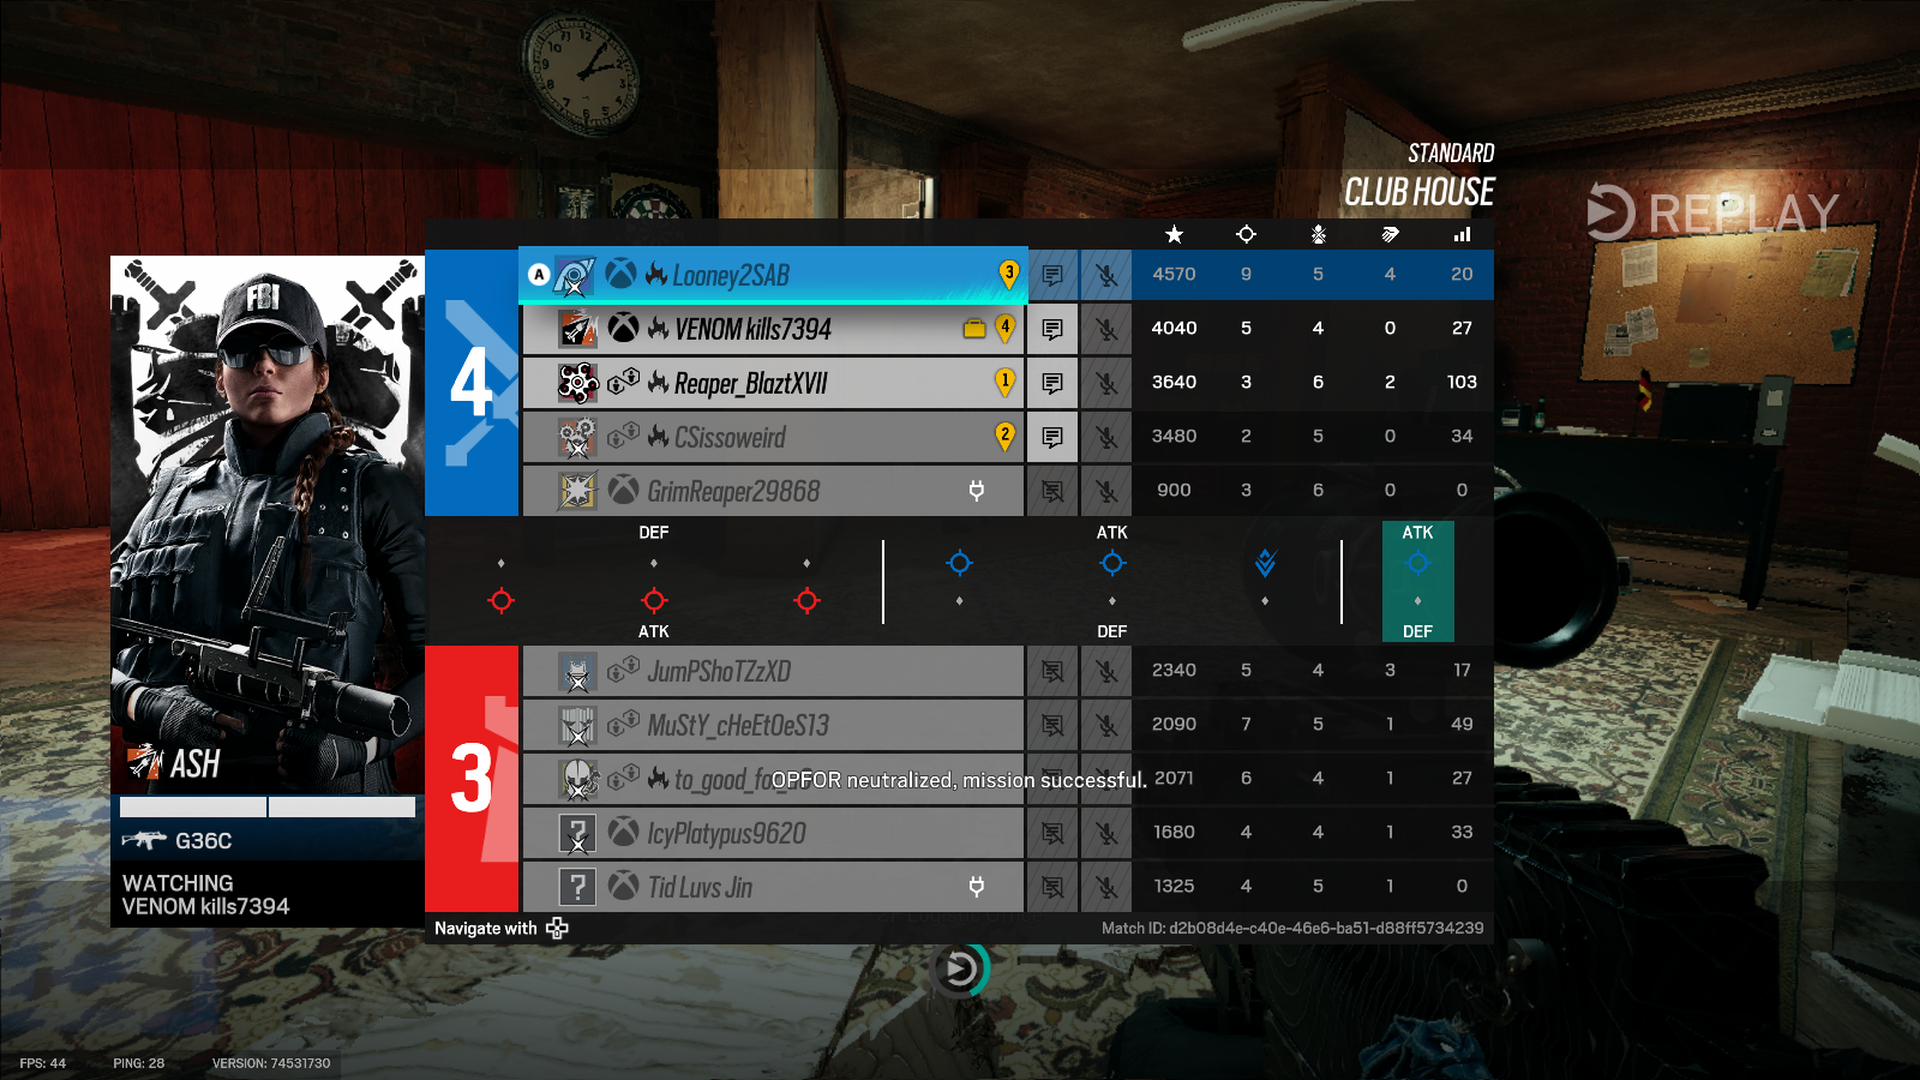 STANDARD
CLUB HOUSE
REPLAY
FBI
A Looney2SAB 3 4570 9 5 4 20
VENOM kills7394 4 4040 5 4 0 27
Reaper_BlaztXVII 1 3640 3 6 2 103
CSissoweird 2 3480 2 5 0 34
GrimReaper29868 900 3 6 0 0
4
DEF ATK ATK
ATK DEF DEF
3
JumPShoTZzXD 2340 5 4 3 17
MuStY_cHeEtOeS13 2090 7 5 1 49
to_good_fo 2071 6 4 1 27
OPFOR neutralized, mission successful.
? IcyPlatypus9620 1680 4 4 1 33
? Tid Luvs Jin 1325 4 5 1 0
ASH
G36C
WATCHING
VENOM kills7394
Navigate with
Match ID: d2b08d4e-c40e-46e6-ba51-d88ff5734239
FPS: 44 PING: 28 VERSION: 74531730